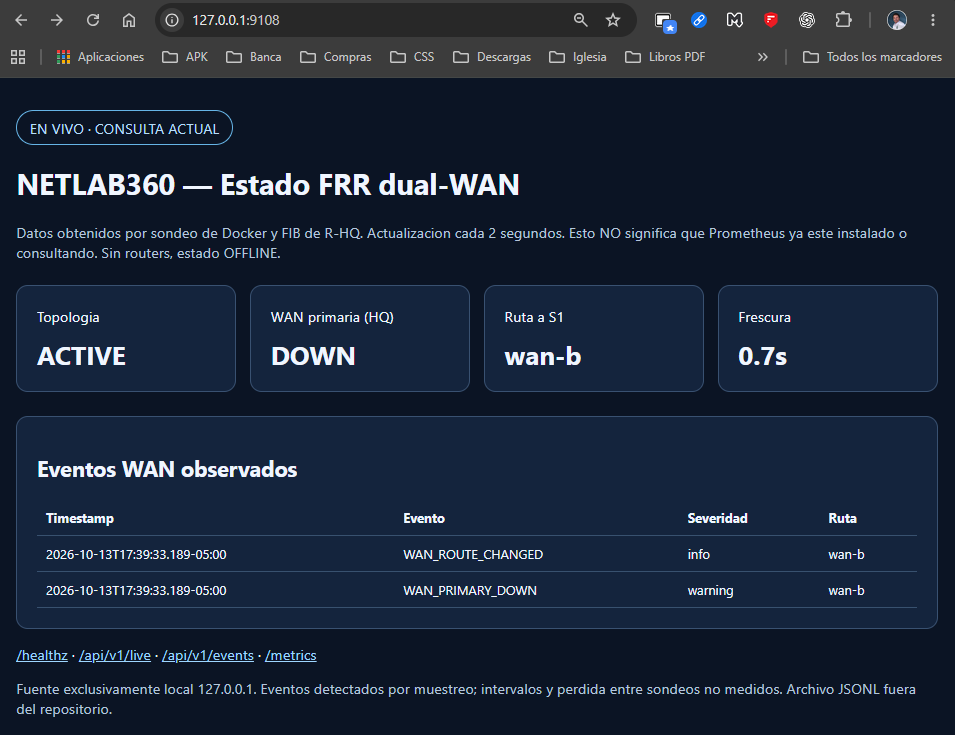 127.0.0.1:9108
Aplicaciones APK Banca Compras CSS Descargas Iglesia Libros PDF » Todos los marcadores
EN VIVO · CONSULTA ACTUAL
NETLAB360 — Estado FRR dual-WAN
Datos obtenidos por sondeo de Docker y FIB de R-HQ. Actualizacion cada 2 segundos. Esto NO significa que Prometheus ya este instalado o
consultando. Sin routers, estado OFFLINE.
Topologia
ACTIVE
WAN primaria (HQ)
DOWN
Ruta a S1
wan-b
Frescura
0.7s
Eventos WAN observados
Timestamp Evento Severidad Ruta
2026-10-13T17:39:33.189-05:00 WAN_ROUTE_CHANGED info wan-b
2026-10-13T17:39:33.189-05:00 WAN_PRIMARY_DOWN warning wan-b
/healthz · /api/v1/live · /api/v1/events · /metrics
Fuente exclusivamente local 127.0.0.1. Eventos detectados por muestreo; intervalos y perdida entre sondeos no medidos. Archivo JSONL fuera
del repositorio.